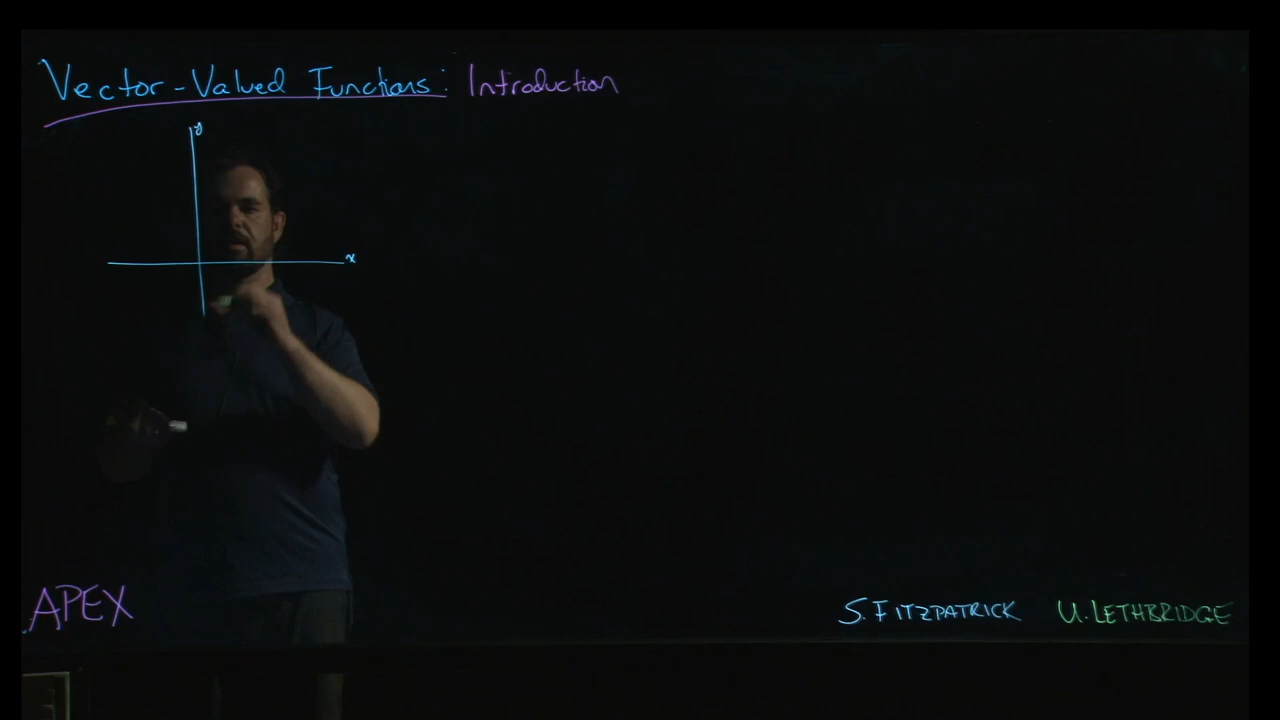 Vector-Valued Functions: Introduction
y
x
APEX
S. FITZPATRICK U. LETHBRIDGE